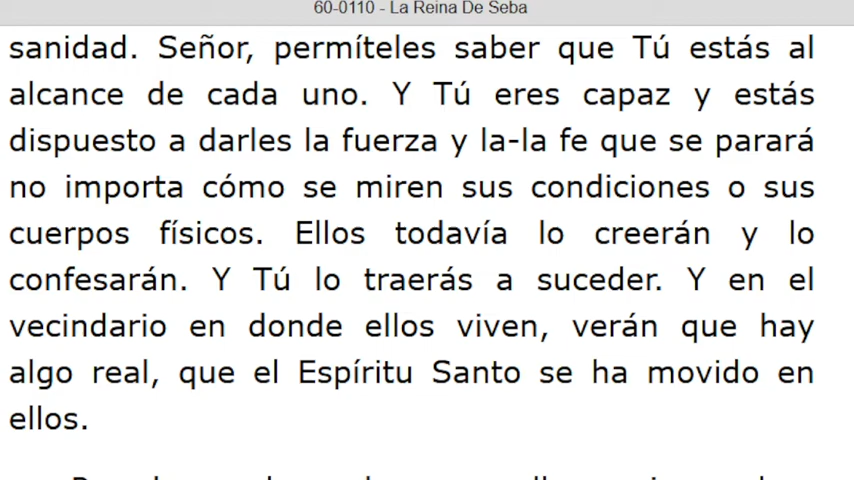 60-0110 - La Reina De Seba
sanidad. Señor, permíteles saber que Tú estás al
alcance de cada uno. Y Tú eres capaz y estás
dispuesto a darles la fuerza y la-la fe que se parará
no importa cómo se miren sus condiciones o sus
cuerpos físicos. Ellos todavía lo creerán y lo
confesarán. Y Tú lo traerás a suceder. Y en el
vecindario en donde ellos viven, verán que hay
algo real, que el Espíritu Santo se ha movido en
ellos.